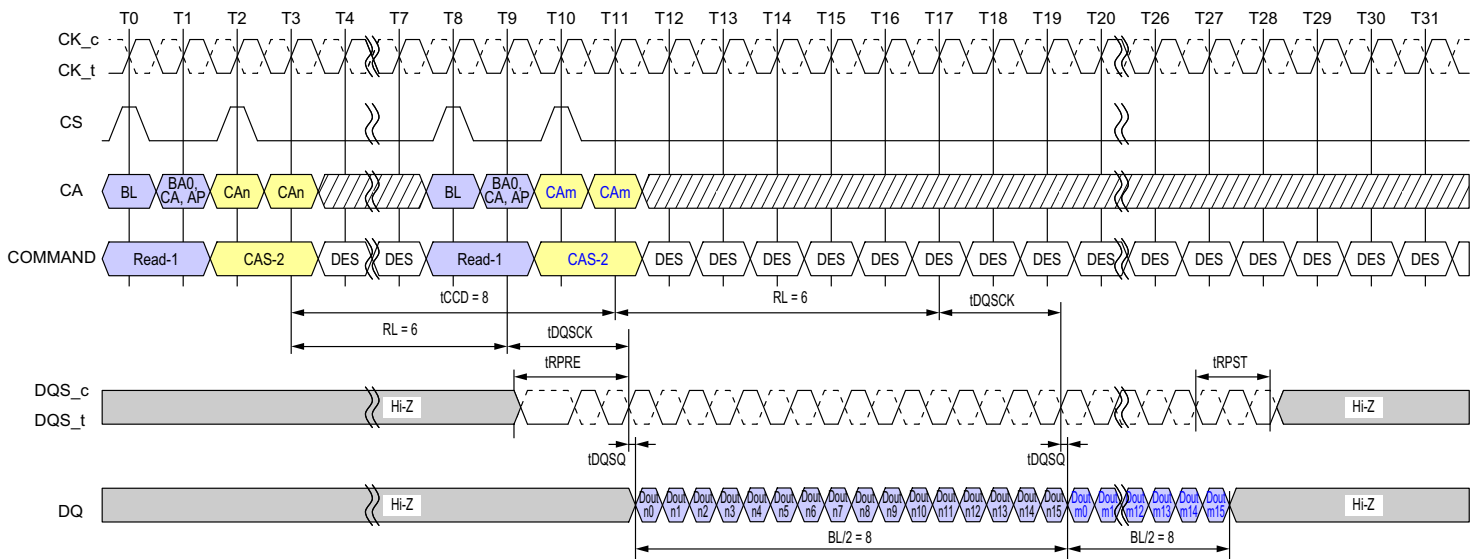 T0 T1 T2 T3 T4 T7 T8 T9 T10 T11 T12 T13 T14 T15 T16 T17 T18 T19 T20 T26 T27 T28 T29 T30 T31
CK_c
CK_t
CS
CA BL BA0, CA, AP CAn CAn BL BA0, CA, AP CAm CAm
COMMAND Read-1 CAS-2 DES DES Read-1 CAS-2 DES DES DES DES DES DES DES DES DES DES DES DES DES DES DES
tCCD = 8 RL = 6 tDQSCK
RL = 6 tDQSCK
tRPRE tRPST
DQS_c
DQS_t
Hi-Z Hi-Z
tDQSQ tDQSQ
DQ Hi-Z Dout n0 Dout n1 Dout n2 Dout n3 Dout n4 Dout n5 Dout n6 Dout n7 Dout n8 Dout n9 Dout n10 Dout n11 Dout n12 Dout n13 Dout n14 Dout n15 Dout m0 Dout m1 Dout m12 Dout m13 Dout m14 Dout m15 Hi-Z
BL/2 = 8 BL/2 = 8